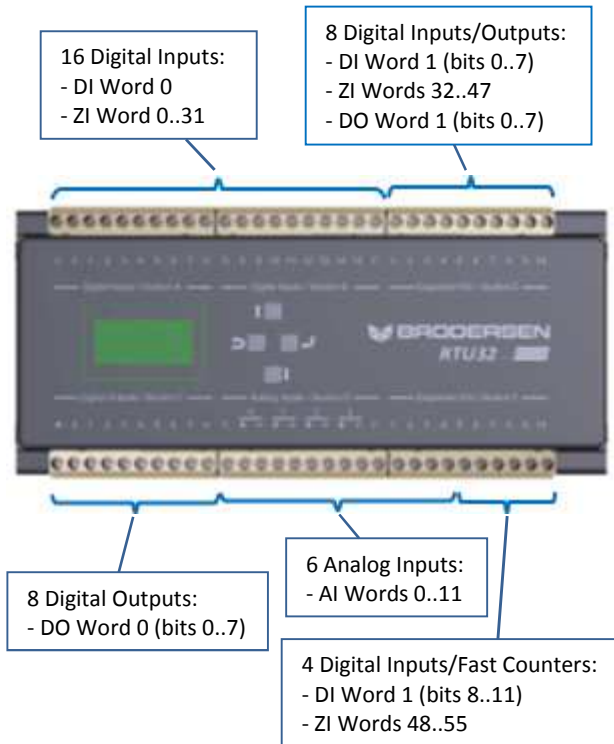 16 Digital Inputs:
- DI Word 0
- ZI Word 0..31
8 Digital Inputs/Outputs:
- DI Word 1 (bits 0..7)
- ZI Words 32..47
- DO Word 1 (bits 0..7)
BRODERSEN
RTU32
8 Digital Outputs:
- DO Word 0 (bits 0..7)
6 Analog Inputs:
- AI Words 0..11
4 Digital Inputs/Fast Counters:
- DI Word 1 (bits 8..11)
- ZI Words 48..55